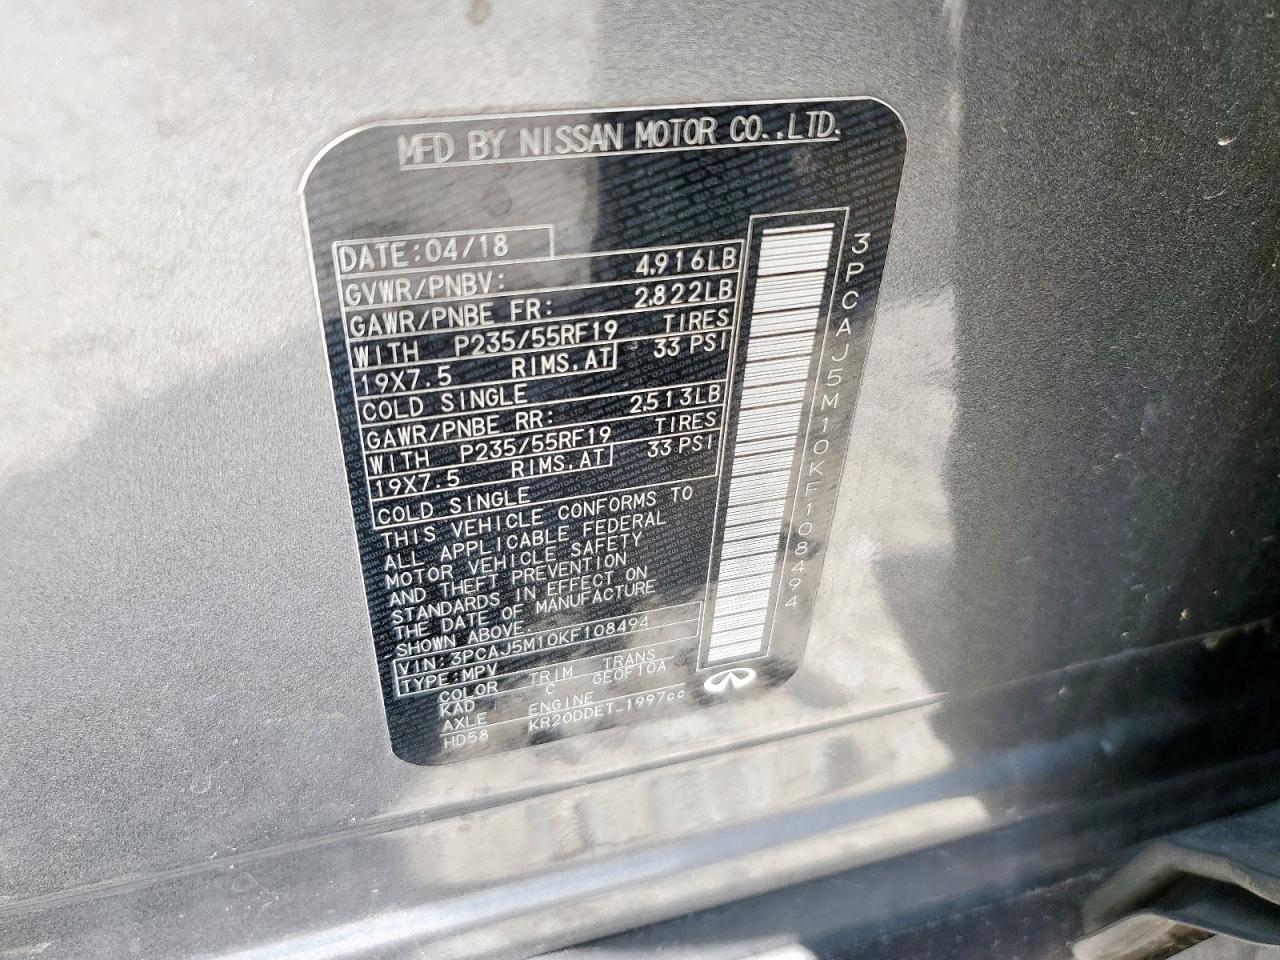 MFD BY NISSAN MOTOR CO.,LTD.
DATE:04/18
GVWR/PNBV: 4,916LB
GAWR/PNBE FR: 2,822LB
WITH P235/55RF19 TIRES
19X7.5 RIMS,AT 33 PSI
COLD SINGLE
GAWR/PNBE RR: 2,513LB
WITH P235/55RF19 TIRES
19X7.5 RIMS,AT 33 PSI
COLD SINGLE
THIS VEHICLE CONFORMS TO
ALL APPLICABLE FEDERAL
MOTOR VEHICLE SAFETY
AND THEFT PREVENTION
STANDARDS IN EFFECT ON
THE DATE OF MANUFACTURE
SHOWN ABOVE.
VIN:3PCAJ5M10KF108494
TYPE:MPV
COLOR TRIM TRANS
KAD C GE0F10A
AXLE ENGINE
HD58 KR20DDET_1997cc
3PCAJ5M10KF108494